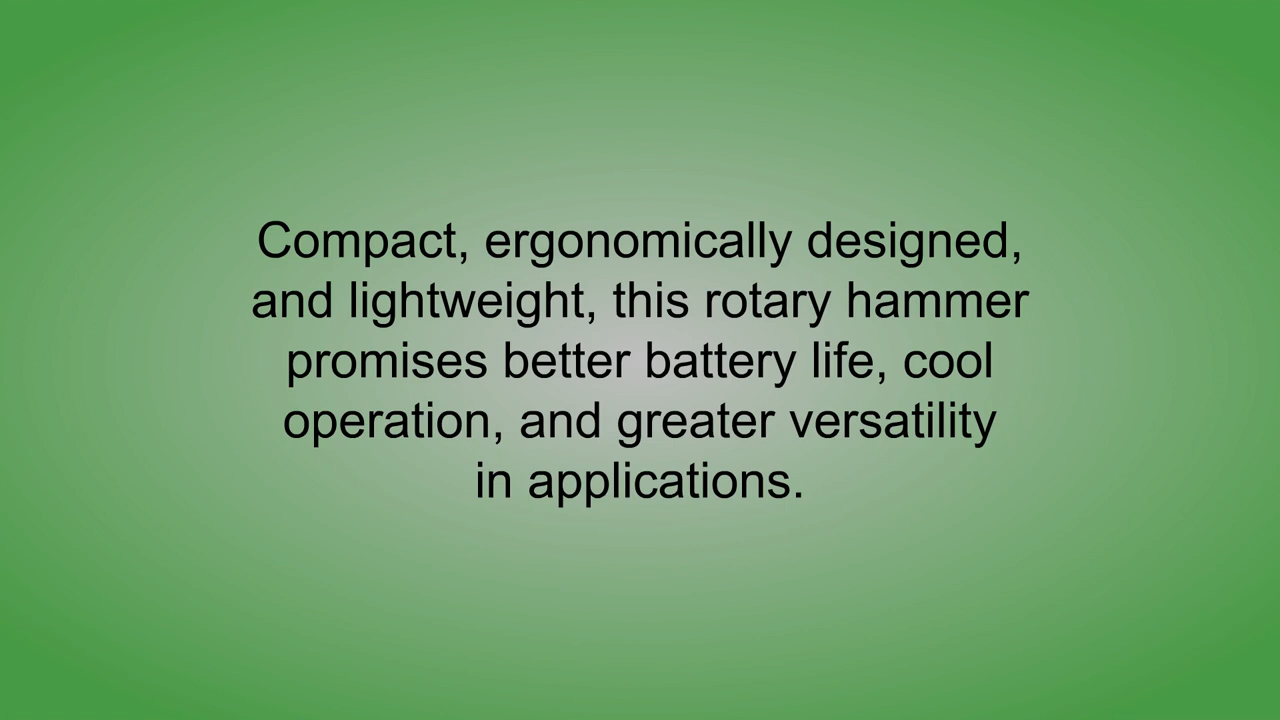 Compact, ergonomically designed,
and lightweight, this rotary hammer
promises better battery life, cool
operation, and greater versatility
in applications.